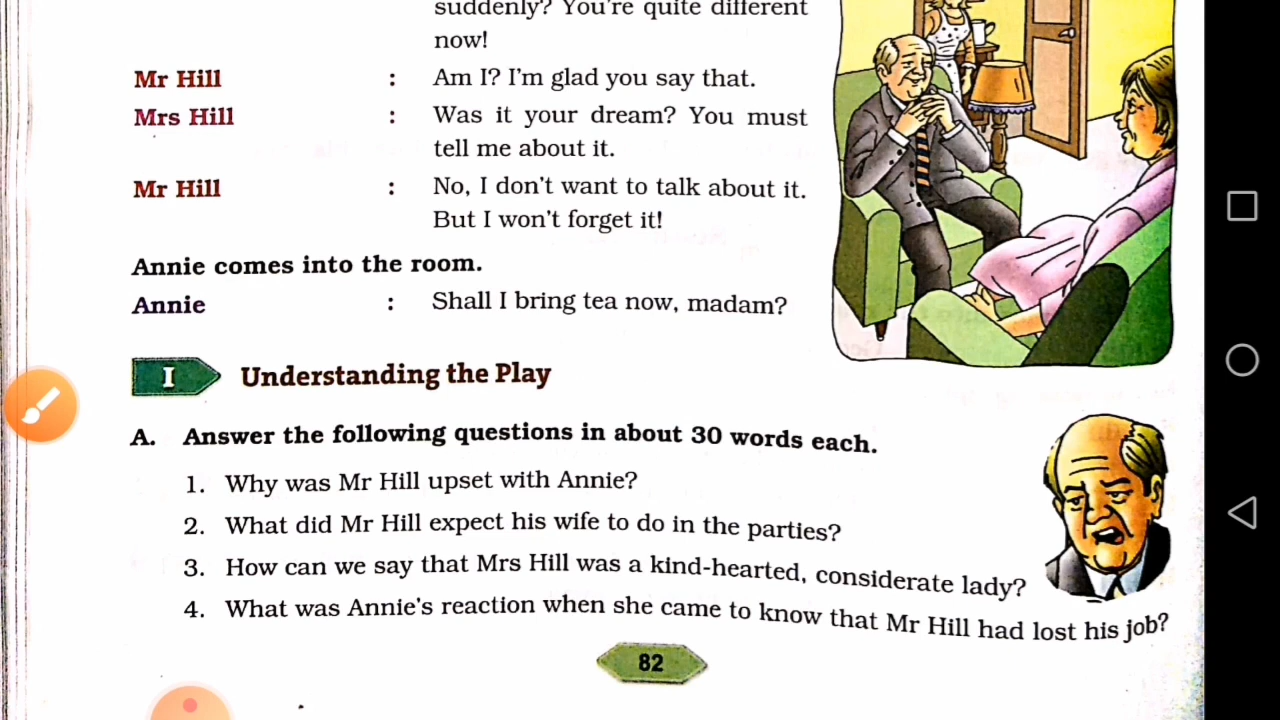 suddenly? You're quite different
now!
Mr Hill : Am I? I'm glad you say that.
Mrs Hill : Was it your dream? You must
tell me about it.
Mr Hill : No, I don't want to talk about it.
But I won't forget it!
Annie comes into the room.
Annie : Shall I bring tea now, madam?
I Understanding the Play
A. Answer the following questions in about 30 words each.
1. Why was Mr Hill upset with Annie?
2. What did Mr Hill expect his wife to do in the parties?
3. How can we say that Mrs Hill was a kind-hearted, considerate lady?
4. What was Annie's reaction when she came to know that Mr Hill had lost his job?
82